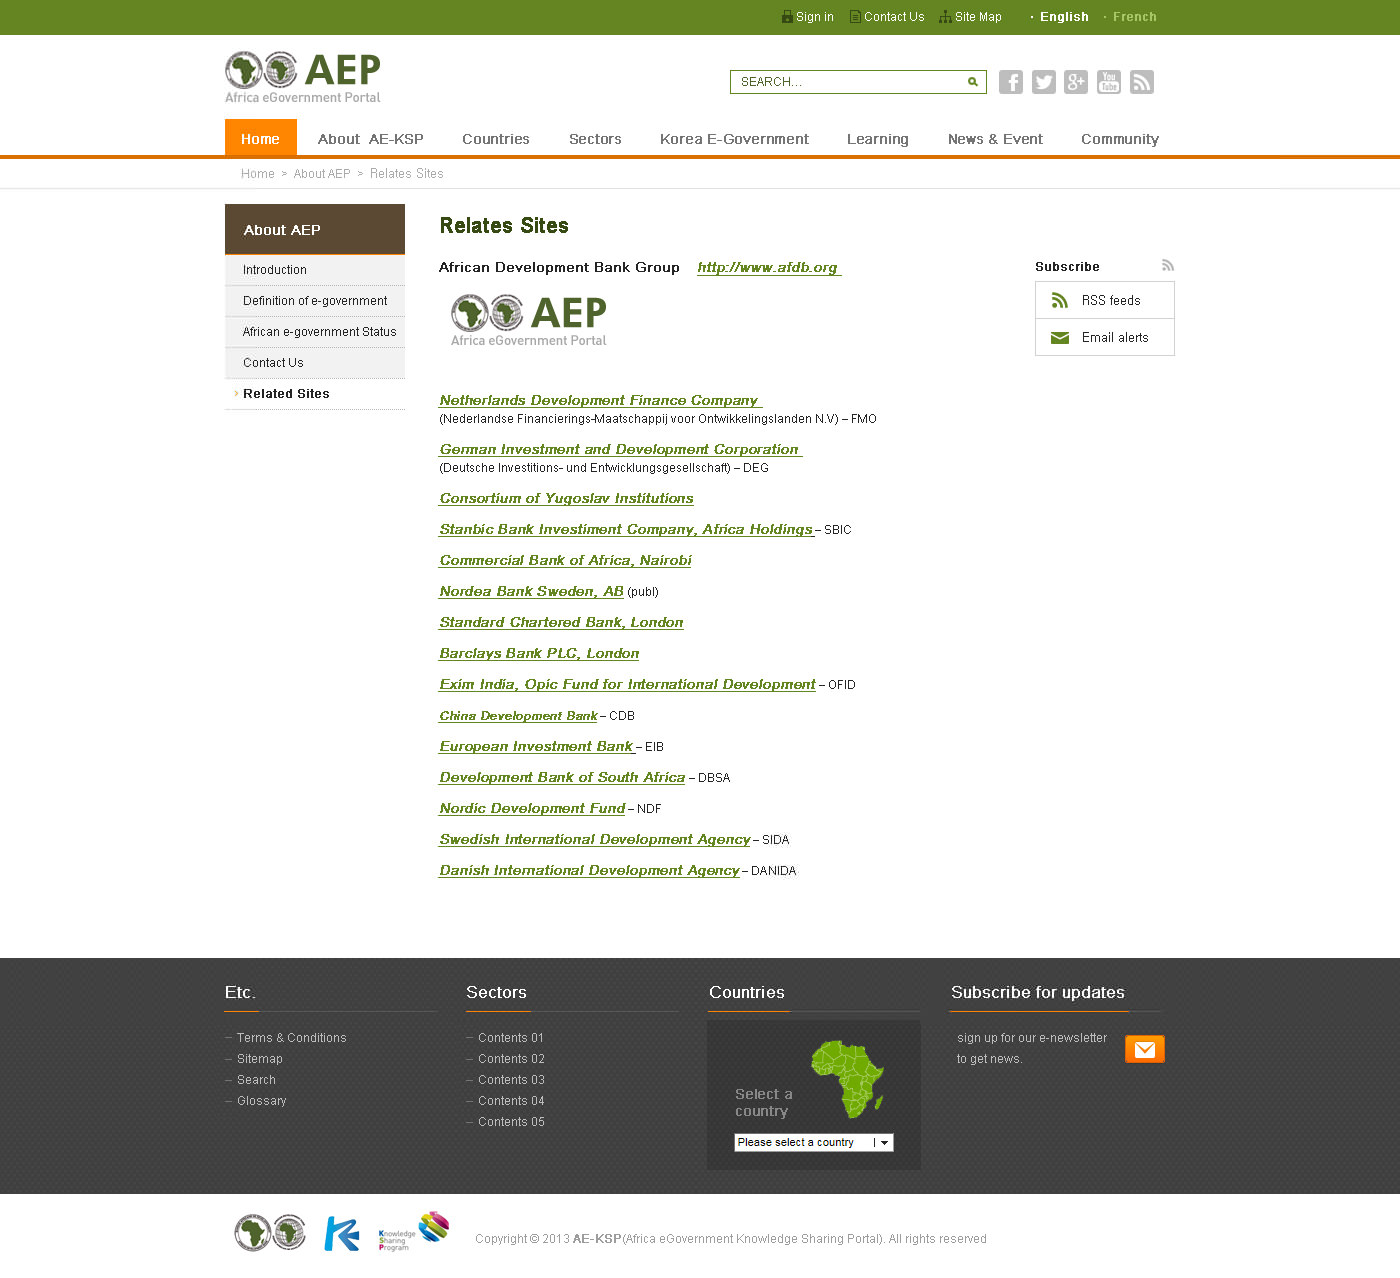 Sign in Contact Us Site Map · English · French
AEP
Africa eGovernment Portal
SEARCH...
You Tube
Home About AE-KSP Countries Sectors Korea E-Government Learning News & Event Community
Home > About AEP > Relates Sites
About AEP
Introduction
Definition of e-government
African e-government Status
Contact Us
Related Sites
Relates Sites
African Development Bank Group http://www.afdb.org
AEP
Africa eGovernment Portal
Netherlands Development Finance Company
(Nederlandse Financierings-Maatschappij voor Ontwikkelingslanden N.V) – FMO
German Investment and Development Corporation
(Deutsche Investitions- und Entwicklungsgesellschaft) – DEG
Consortium of Yugoslav Institutions
Stanbic Bank Investiment Company, Africa Holdings – SBIC
Commercial Bank of Africa, Nairobi
Nordea Bank Sweden, AB (publ)
Standard Chartered Bank, London
Barclays Bank PLC, London
Exim India, Opic Fund for International Development – OFID
China Development Bank – CDB
European Investment Bank – EIB
Development Bank of South Africa – DBSA
Nordic Development Fund – NDF
Swedish International Development Agency – SIDA
Danish International Development Agency – DANIDA
Subscribe
RSS feeds
Email alerts
Etc.
– Terms & Conditions
– Sitemap
– Search
– Glossary
Sectors
– Contents 01
– Contents 02
– Contents 03
– Contents 04
– Contents 05
Countries
Select a
country
Please select a country
Subscribe for updates
sign up for our e-newsletter
to get news.
Knowledge
Sharing
Program
Copyright © 2013 AE-KSP(Africa eGovernment Knowledge Sharing Portal). All rights reserved